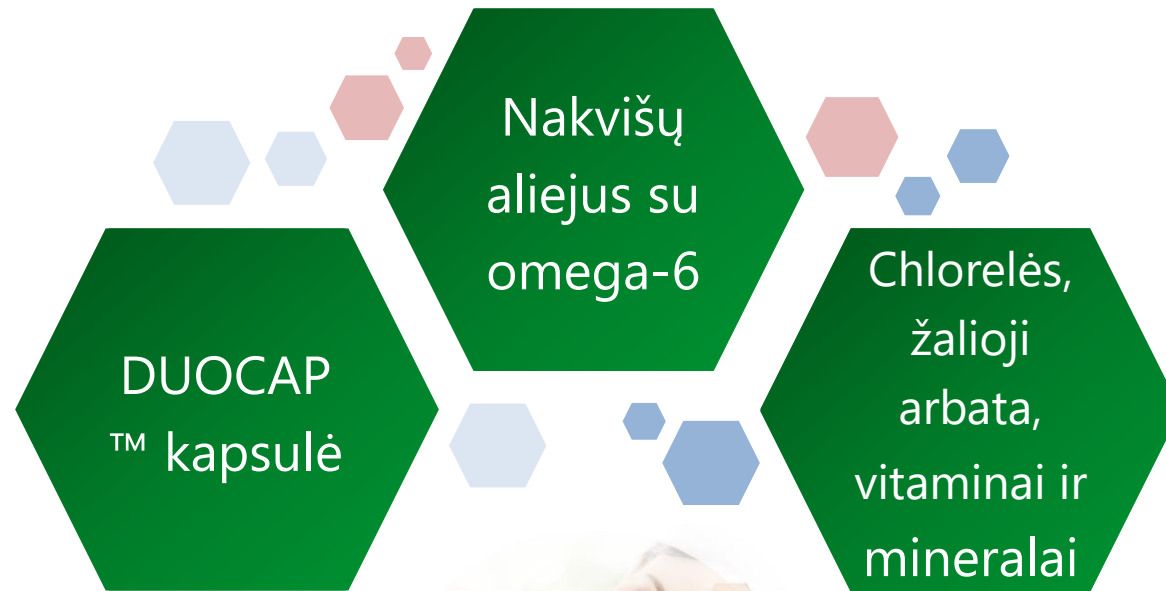 DUOCAP
™ kapsulė
Nakvišų
aliejus su
omega-6
Chlorelės,
žalioji
arbata,
vitaminai ir
mineralai